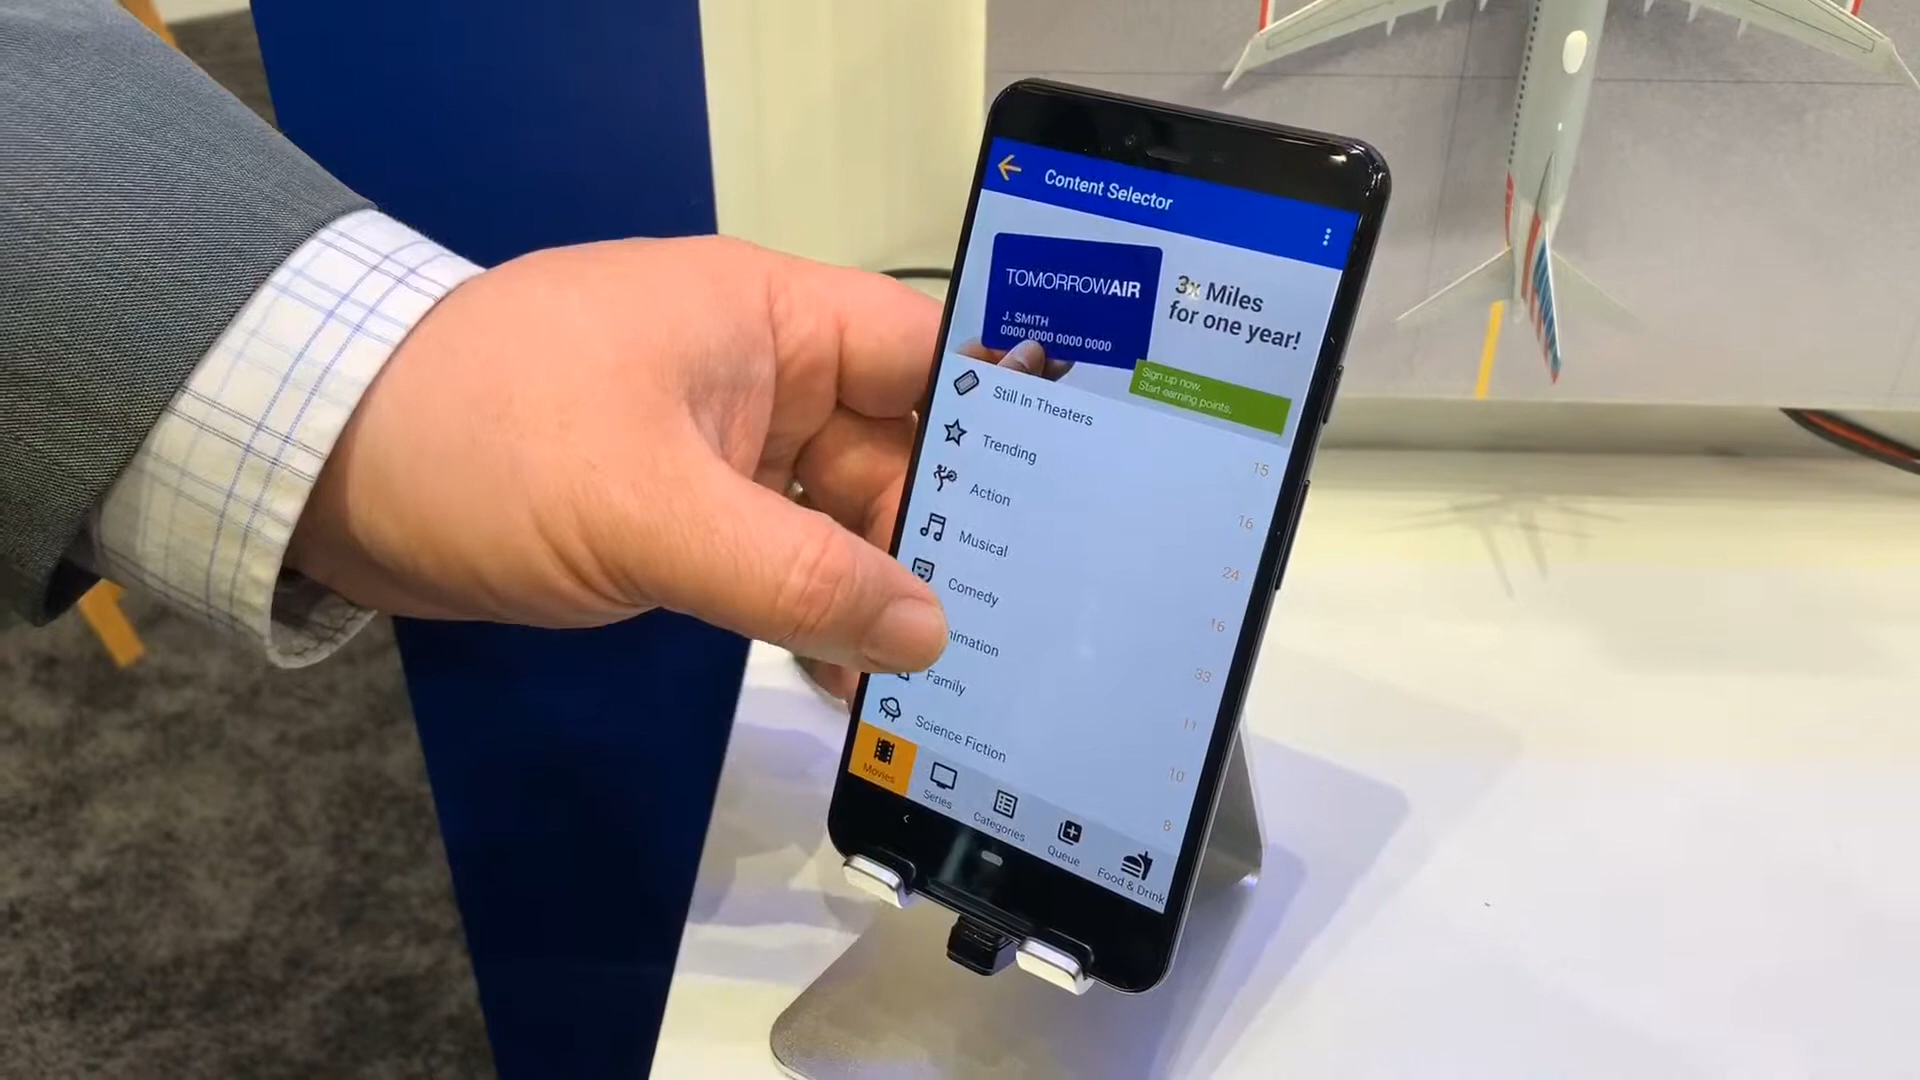 Content Selector
TOMORROWAIR
J. SMITH
0000 0000 0000 0000
3x Miles
for one year!
Sign up now.
Start earning points.
Still In Theaters
15
Trending
16
Action
24
Musical
16
Comedy
33
nimation
11
Family
10
Science Fiction
8
Movies
Series
Categories
Queue
Food & Drink